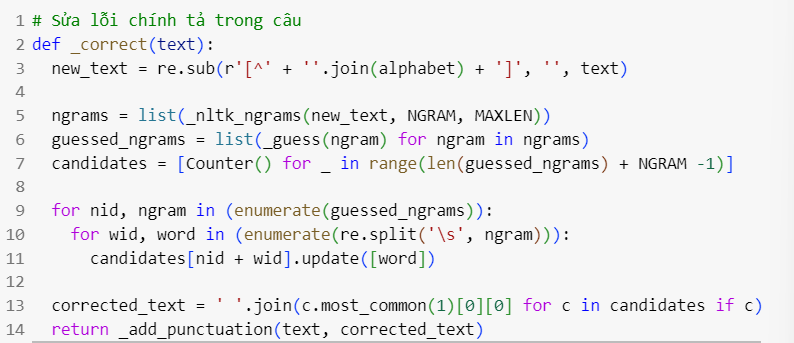 1 # Sửa lỗi chính tả trong câu
2 def _correct(text):
3   new_text = re.sub(r'[^' + ''.join(alphabet) + ']', '', text)
4
5   ngrams = list(_nltk_ngrams(new_text, NGRAM, MAXLEN))
6   guessed_ngrams = list(_guess(ngram) for ngram in ngrams)
7   candidates = [Counter() for _ in range(len(guessed_ngrams) + NGRAM -1)]
8
9   for nid, ngram in (enumerate(guessed_ngrams)):
10     for wid, word in (enumerate(re.split('\s', ngram))):
11       candidates[nid + wid].update([word])
12
13   corrected_text = ' '.join(c.most_common(1)[0][0] for c in candidates if c)
14   return _add_punctuation(text, corrected_text)